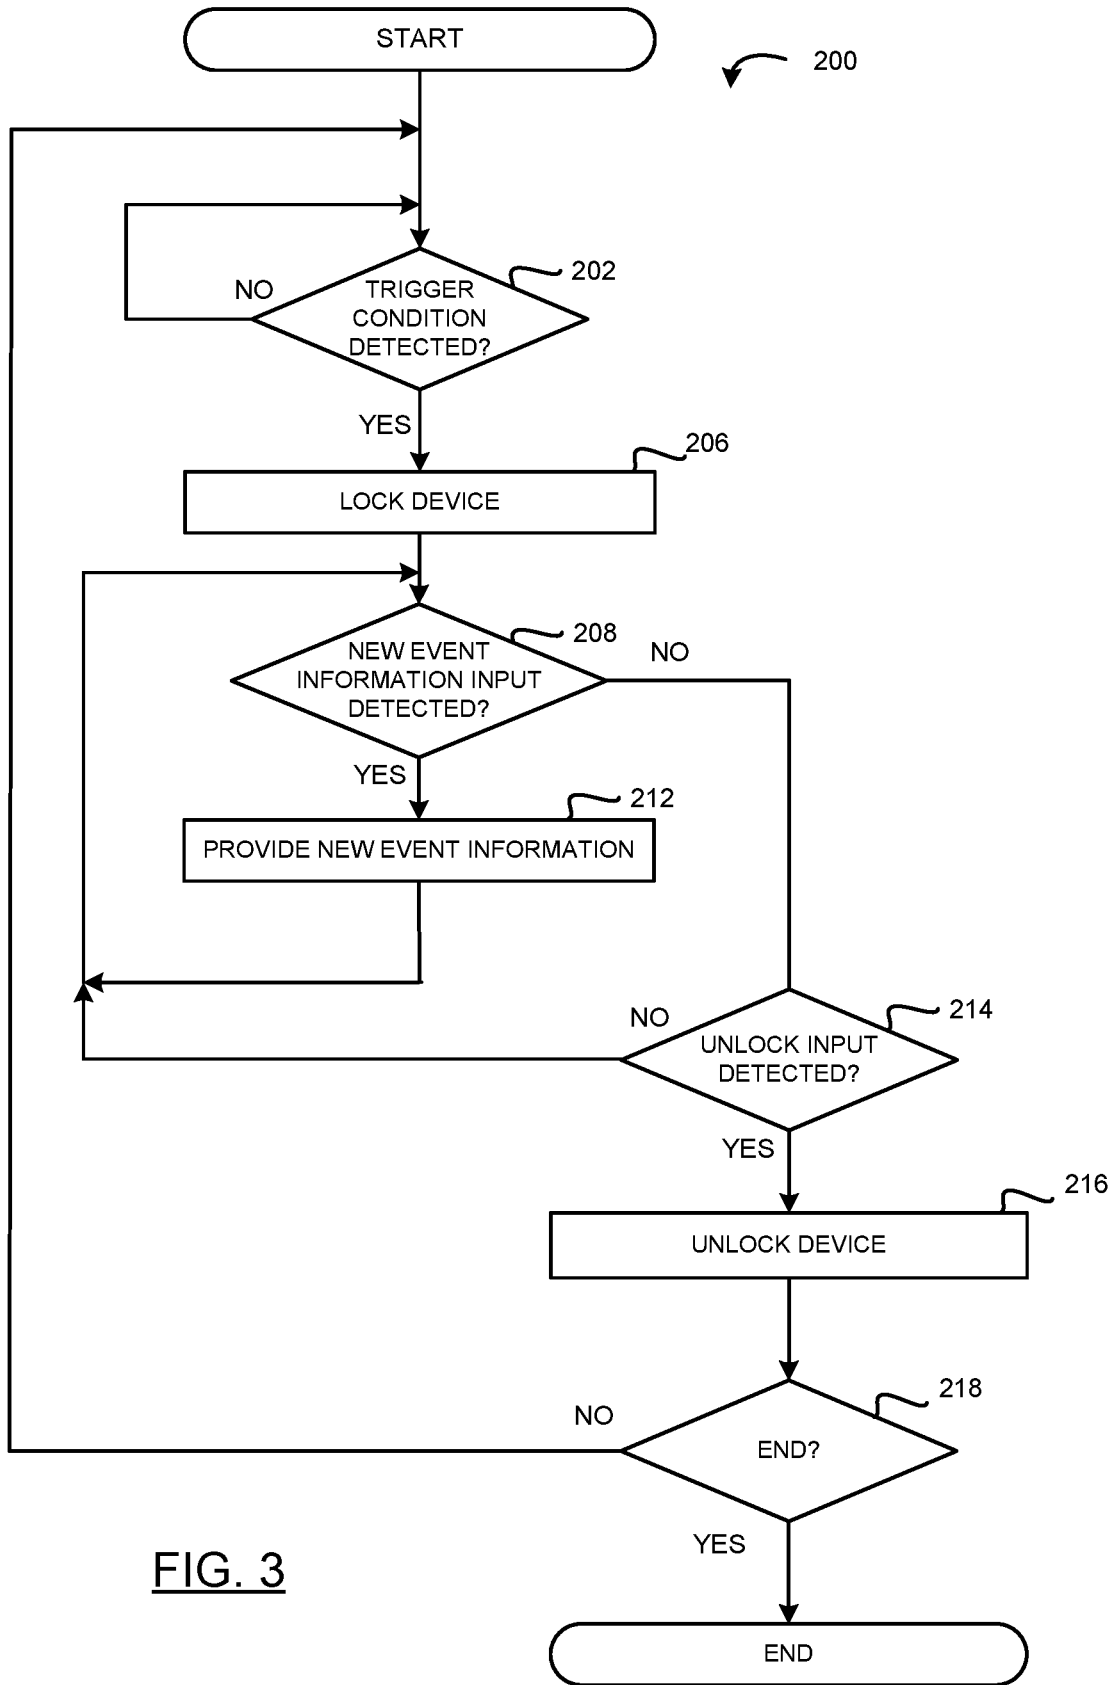 START
200
202
NO
TRIGGER
CONDITION
DETECTED?
YES
206
LOCK DEVICE
208
NEW EVENT
INFORMATION INPUT
DETECTED?
NO
YES
212
PROVIDE NEW EVENT INFORMATION
214
NO
UNLOCK INPUT
DETECTED?
YES
216
UNLOCK DEVICE
218
NO
END?
YES
FIG. 3
END